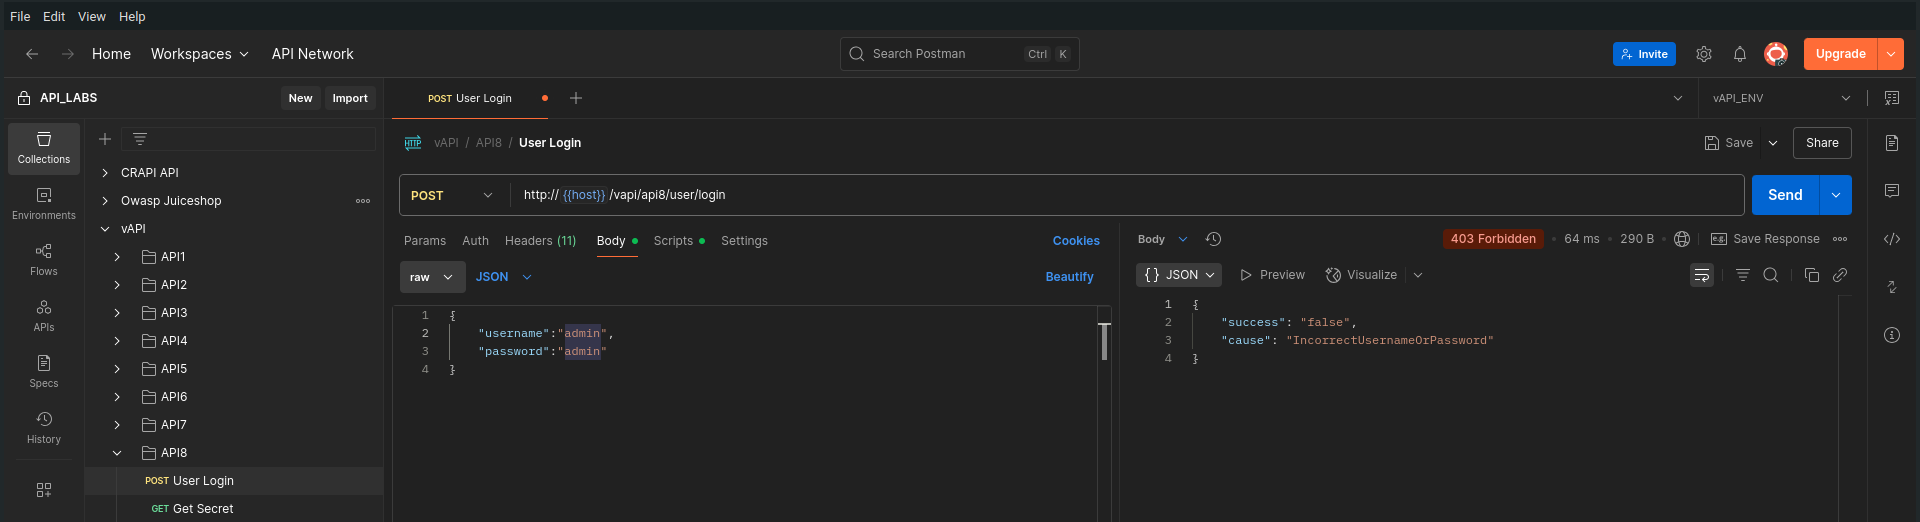 File Edit View Help
Home Workspaces API Network Search Postman Ctrl K Invite Upgrade
API_LABS New Import POST User Login vAPI_ENV
Collections
Environments
Flows
APIs
Specs
History
CRAPI API
Owasp Juiceshop
vAPI
API1
API2
API3
API4
API5
API6
API7
API8
POST User Login
GET Get Secret
HTTP vAPI / API8 / User Login Save Share
POST http:// {{host}} /vapi/api8/user/login Send
Params Auth Headers (11) Body Scripts Settings Cookies
raw JSON Beautify
1 {
2 "username":"admin",
3 "password":"admin"
4 }
Body 403 Forbidden 64 ms 290 B e.g. Save Response
{} JSON Preview Visualize
1 {
2 "success": "false",
3 "cause": "IncorrectUsernameOrPassword"
4 }